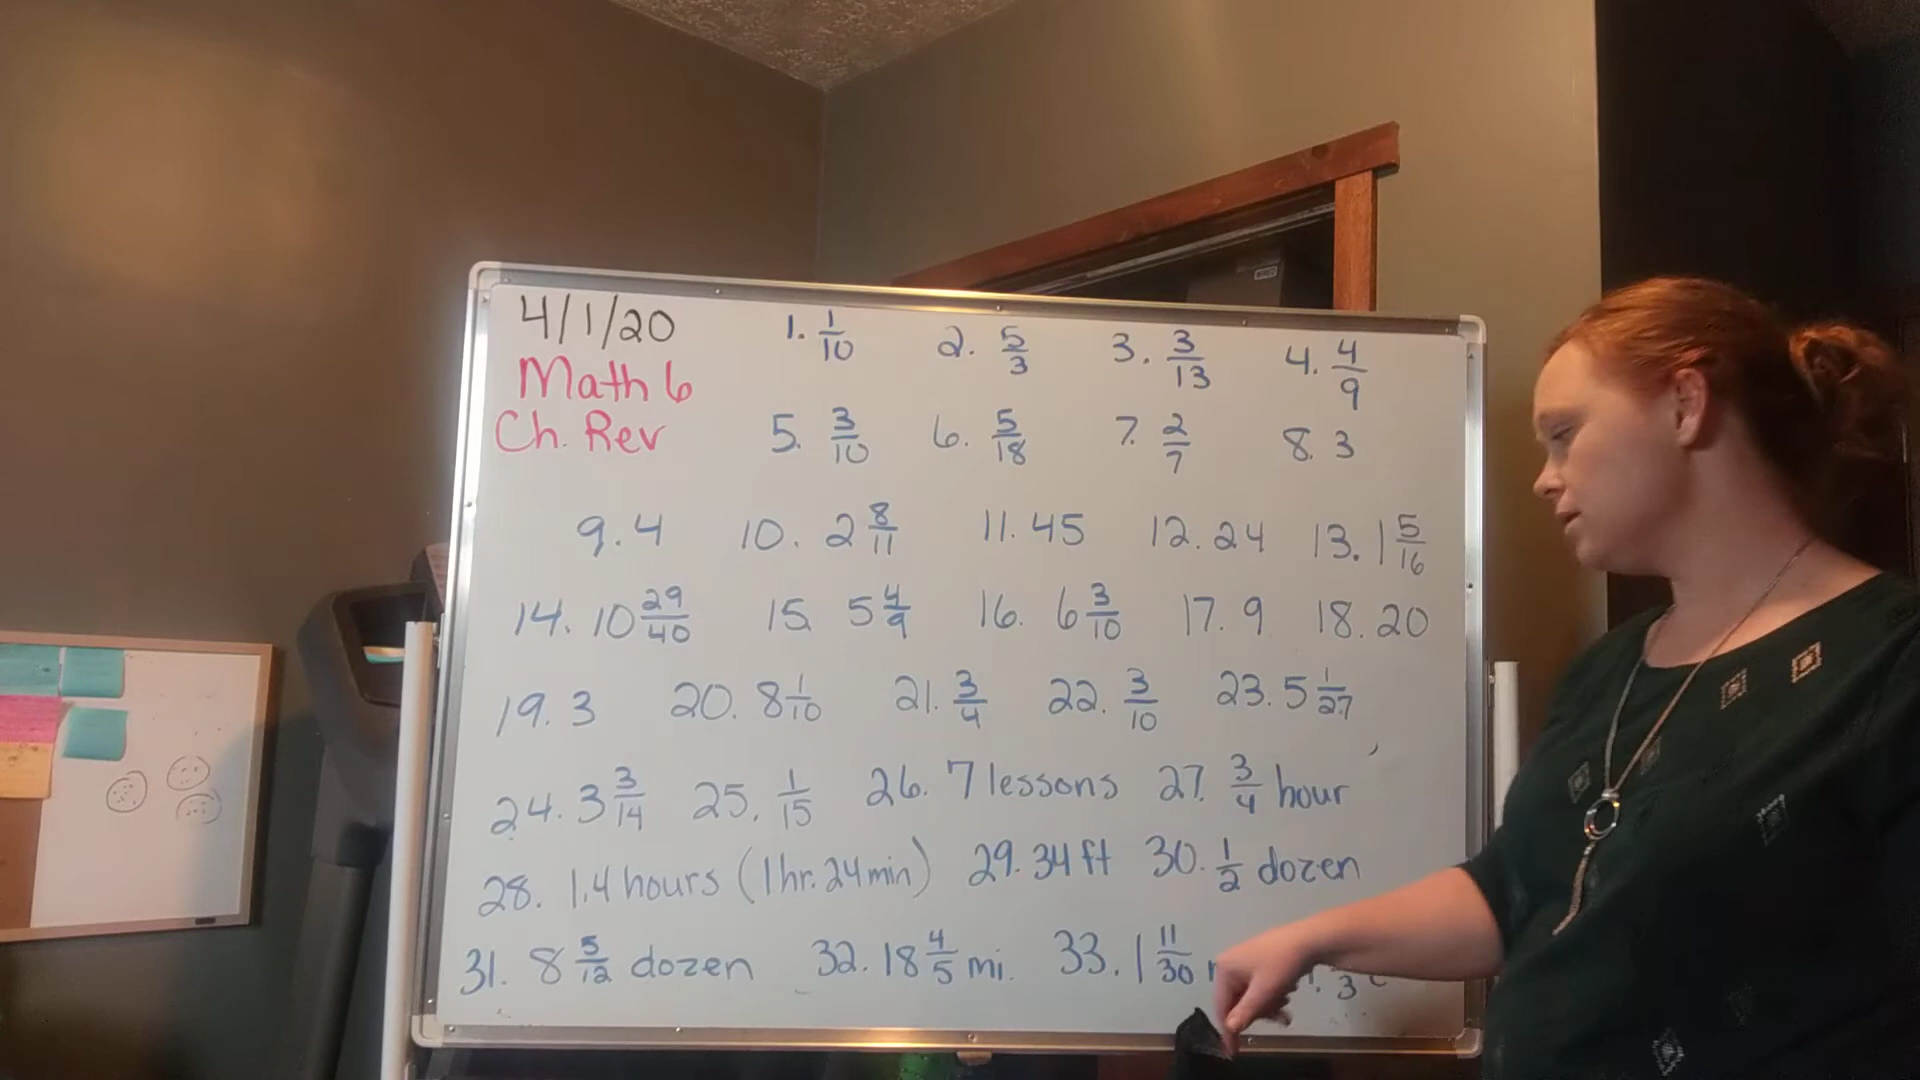 4/1/20 1. 1/10 2. 5/3 3. 3/13 4. 4/9
Math 6
Ch. Rev 5. 3/10 6. 5/18 7. 2/7 8. 3
9. 4 10. 2 8/11 11. 45 12. 24 13. 1 5/16
14. 10 29/40 15. 5 4/9 16. 6 3/10 17. 9 18. 20
19. 3 20. 8 1/10 21. 3/4 22. 3/10 23. 5 1/27
24. 3 3/14 25. 1/15 26. 7 lessons 27. 3/4 hour
28. 1.4 hours (1 hr. 24 min) 29. 34 ft 30. 1/2 dozen
31. 8 5/12 dozen 32. 18 4/5 mi. 33. 1 11/30